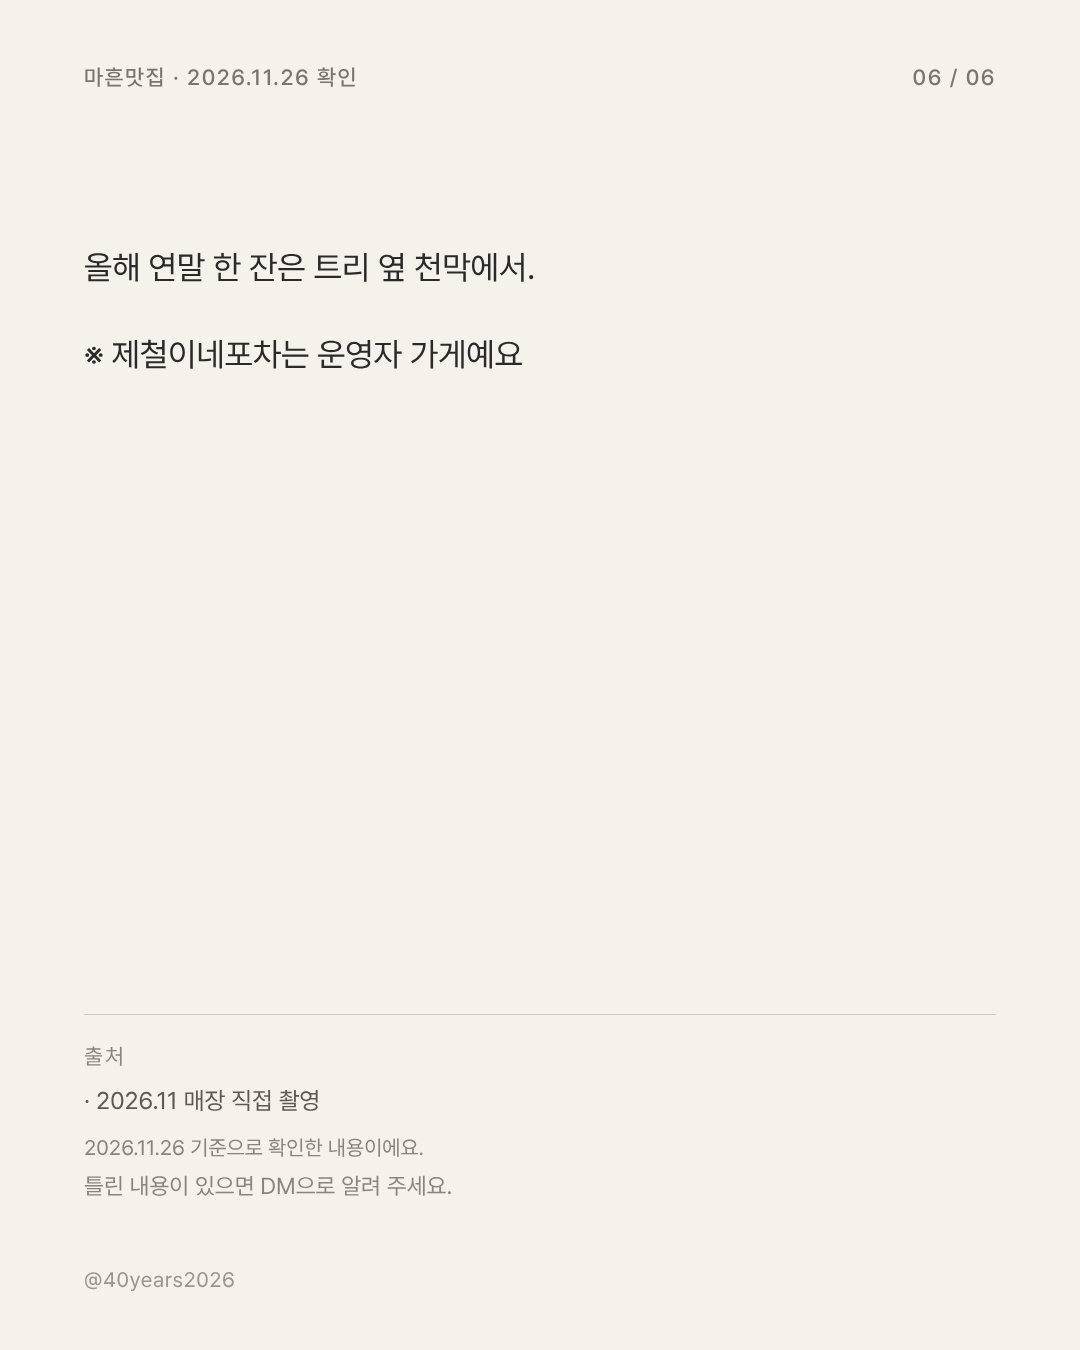 마흔맛집 · 2026.11.26 확인
06 / 06
올해 연말 한 잔은 트리 옆 천막에서.
※ 제철이네포차는 운영자 가게예요
출처
· 2026.11 매장 직접 촬영
2026.11.26 기준으로 확인한 내용이에요.
틀린 내용이 있으면 DM으로 알려 주세요.
@40years2026